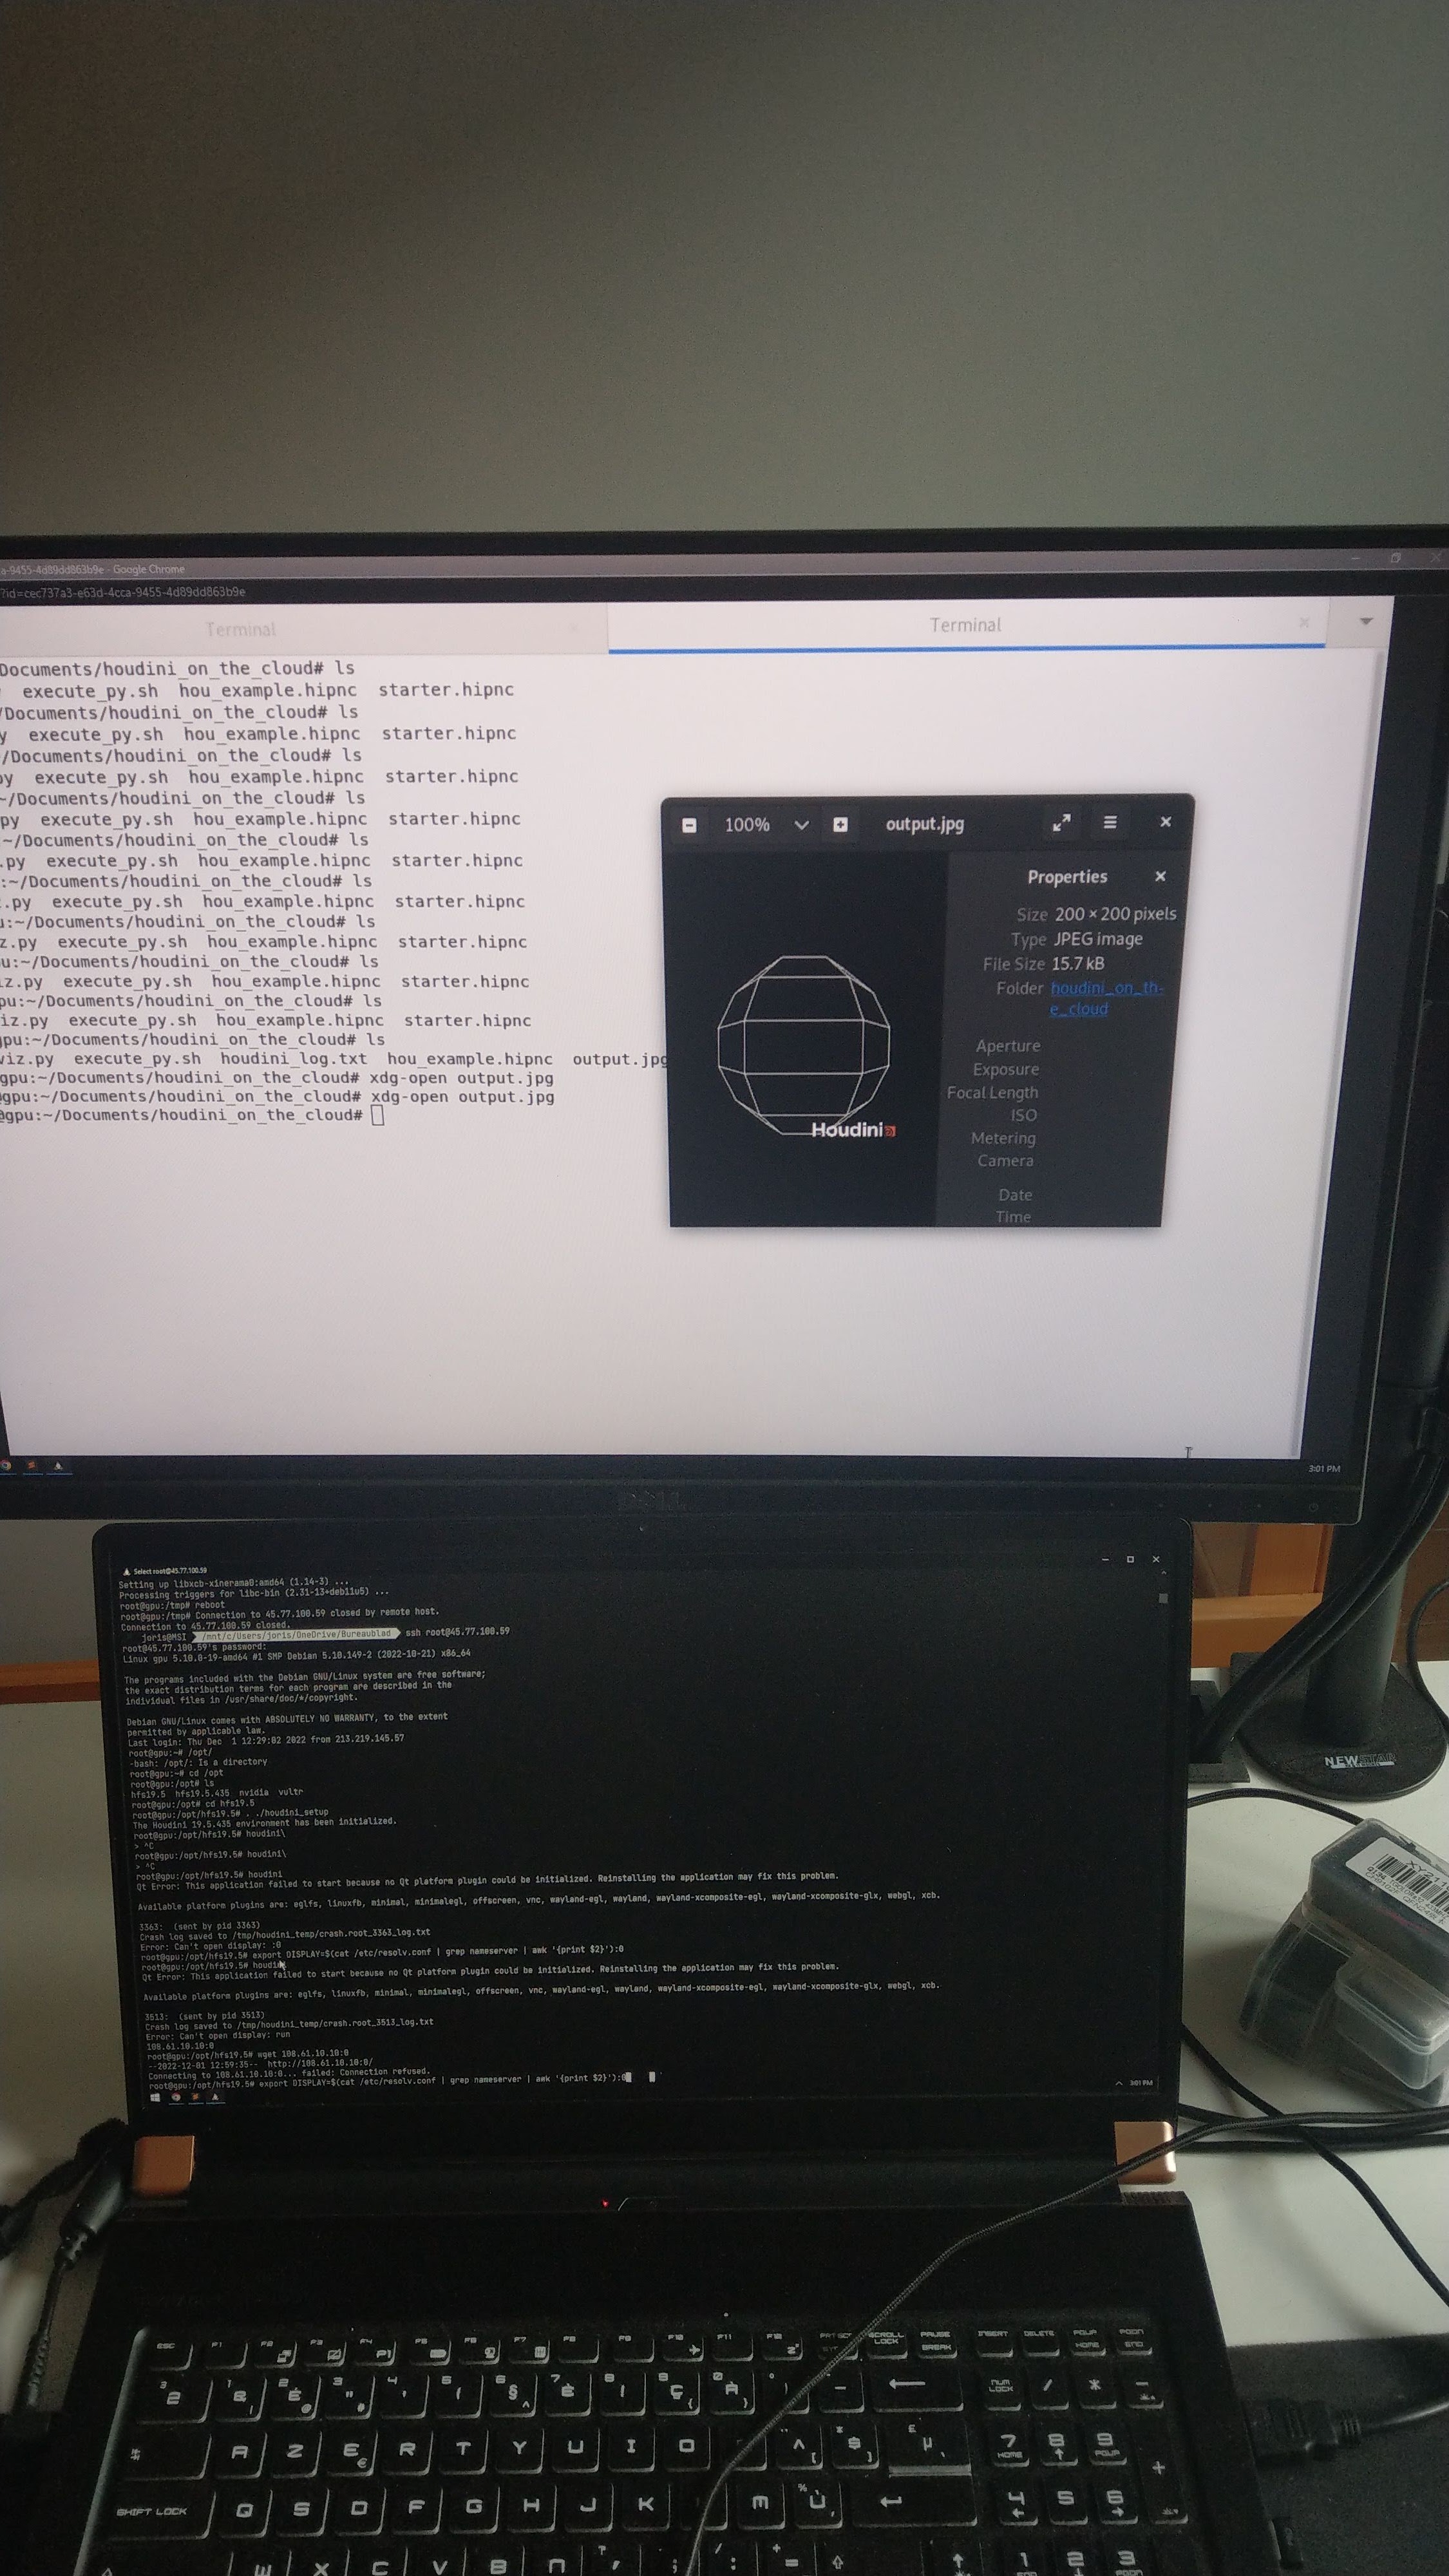 a-9455-4d89dd863b9e - Google Chrome
?id=cec737a3-e63d-4cca-9455-4d89dd863b9e
Terminal
Terminal
Documents/houdini_on_the_cloud# ls
execute_py.sh hou_example.hipnc starter.hipnc
/Documents/houdini_on_the_cloud# ls
y execute_py.sh hou_example.hipnc starter.hipnc
/Documents/houdini_on_the_cloud# ls
py execute_py.sh hou_example.hipnc starter.hipnc
~/Documents/houdini_on_the_cloud# ls
py execute_py.sh hou_example.hipnc starter.hipnc
~/Documents/houdini_on_the_cloud# ls
.py execute_py.sh hou_example.hipnc starter.hipnc
:~/Documents/houdini_on_the_cloud# ls
.py execute_py.sh hou_example.hipnc starter.hipnc
u:~/Documents/houdini_on_the_cloud# ls
z.py execute_py.sh hou_example.hipnc starter.hipnc
u:~/Documents/houdini_on_the_cloud# ls
iz.py execute_py.sh hou_example.hipnc starter.hipnc
pu:~/Documents/houdini_on_the_cloud# ls
iz.py execute_py.sh hou_example.hipnc starter.hipnc
gpu:~/Documents/houdini_on_the_cloud# ls
viz.py execute_py.sh houdini_log.txt hou_example.hipnc output.jpg
gpu:~/Documents/houdini_on_the_cloud# xdg-open output.jpg
@gpu:~/Documents/houdini_on_the_cloud# xdg-open output.jpg
@gpu:~/Documents/houdini_on_the_cloud#
100% output.jpg
Properties
Size 200 × 200 pixels
Type JPEG image
File Size 15.7 kB
Folder houdini_on_th-
e_cloud
Aperture
Exposure
Focal Length
ISO
Metering
Camera
Date
Time
Houdini
3:01 PM
DELL
Select root@45.77.100.59
Setting up libxcb-xinerama0:amd64 (1.14-3) ...
Processing triggers for libc-bin (2.31-13+deb11u5) ...
root@gpu:/tmp# reboot
root@gpu:/tmp# Connection to 45.77.100.59 closed by remote host.
Connection to 45.77.100.59 closed.
joris@MSI /mnt/c/Users/joris/OneDrive/Bureaublad ssh root@45.77.100.59
root@45.77.100.59's password:
Linux gpu 5.10.0-19-amd64 #1 SMP Debian 5.10.149-2 (2022-10-21) x86_64
The programs included with the Debian GNU/Linux system are free software;
the exact distribution terms for each program are described in the
individual files in /usr/share/doc/*/copyright.
Debian GNU/Linux comes with ABSOLUTELY NO WARRANTY, to the extent
permitted by applicable law.
Last login: Thu Dec 1 12:29:02 2022 from 213.219.145.57
root@gpu:~# /opt/
-bash: /opt/: Is a directory
root@gpu:~# cd /opt
root@gpu:/opt# ls
hfs19.5 hfs19.5.435 nvidia vultr
root@gpu:/opt# cd hfs19.5
root@gpu:/opt/hfs19.5# . ./houdini_setup
The Houdini 19.5.435 environment has been initialized.
root@gpu:/opt/hfs19.5# houdini\
> ^C
root@gpu:/opt/hfs19.5# houdini\
> ^C
root@gpu:/opt/hfs19.5# houdini
Qt Error: This application failed to start because no Qt platform plugin could be initialized. Reinstalling the application may fix this problem.
Available platform plugins are: eglfs, linuxfb, minimal, minimalegl, offscreen, vnc, wayland-egl, wayland, wayland-xcomposite-egl, wayland-xcomposite-glx, webgl, xcb.
3363: (sent by pid 3363)
Crash log saved to /tmp/houdini_temp/crash.root_3363_log.txt
Error: Can't open display: :0
root@gpu:/opt/hfs19.5# export DISPLAY=$(cat /etc/resolv.conf | grep nameserver | awk '{print $2}'):0
root@gpu:/opt/hfs19.5# houdini
Qt Error: This application failed to start because no Qt platform plugin could be initialized. Reinstalling the application may fix this problem.
Available platform plugins are: eglfs, linuxfb, minimal, minimalegl, offscreen, vnc, wayland-egl, wayland, wayland-xcomposite-egl, wayland-xcomposite-glx, webgl, xcb.
3513: (sent by pid 3513)
Crash log saved to /tmp/houdini_temp/crash.root_3513_log.txt
Error: Can't open display: run
108.61.10.10:0
root@gpu:/opt/hfs19.5# wget 108.61.10.10:0
--2022-12-01 12:59:35-- http://108.61.10.10:0/
Connecting to 108.61.10.10:0... failed: Connection refused.
root@gpu:/opt/hfs19.5# export DISPLAY=$(cat /etc/resolv.conf | grep nameserver | awk '{print $2}'):0
3:01 PM
NEWSTAR
ESC F1 F2 F3 F4 F5 F6 F7 F8 F9 F10 F11 F12 SCROLL LOCK PAUSE BREAK INSERT DELETE PGUP HOME PGDN END
NUM LOCK / * -
A Z E R T Y U I O 7 HOME 8 9 PGUP +
SHIFT LOCK Q S D F G H J K M Ù 4 5 6
W X C V B N 1 2 3